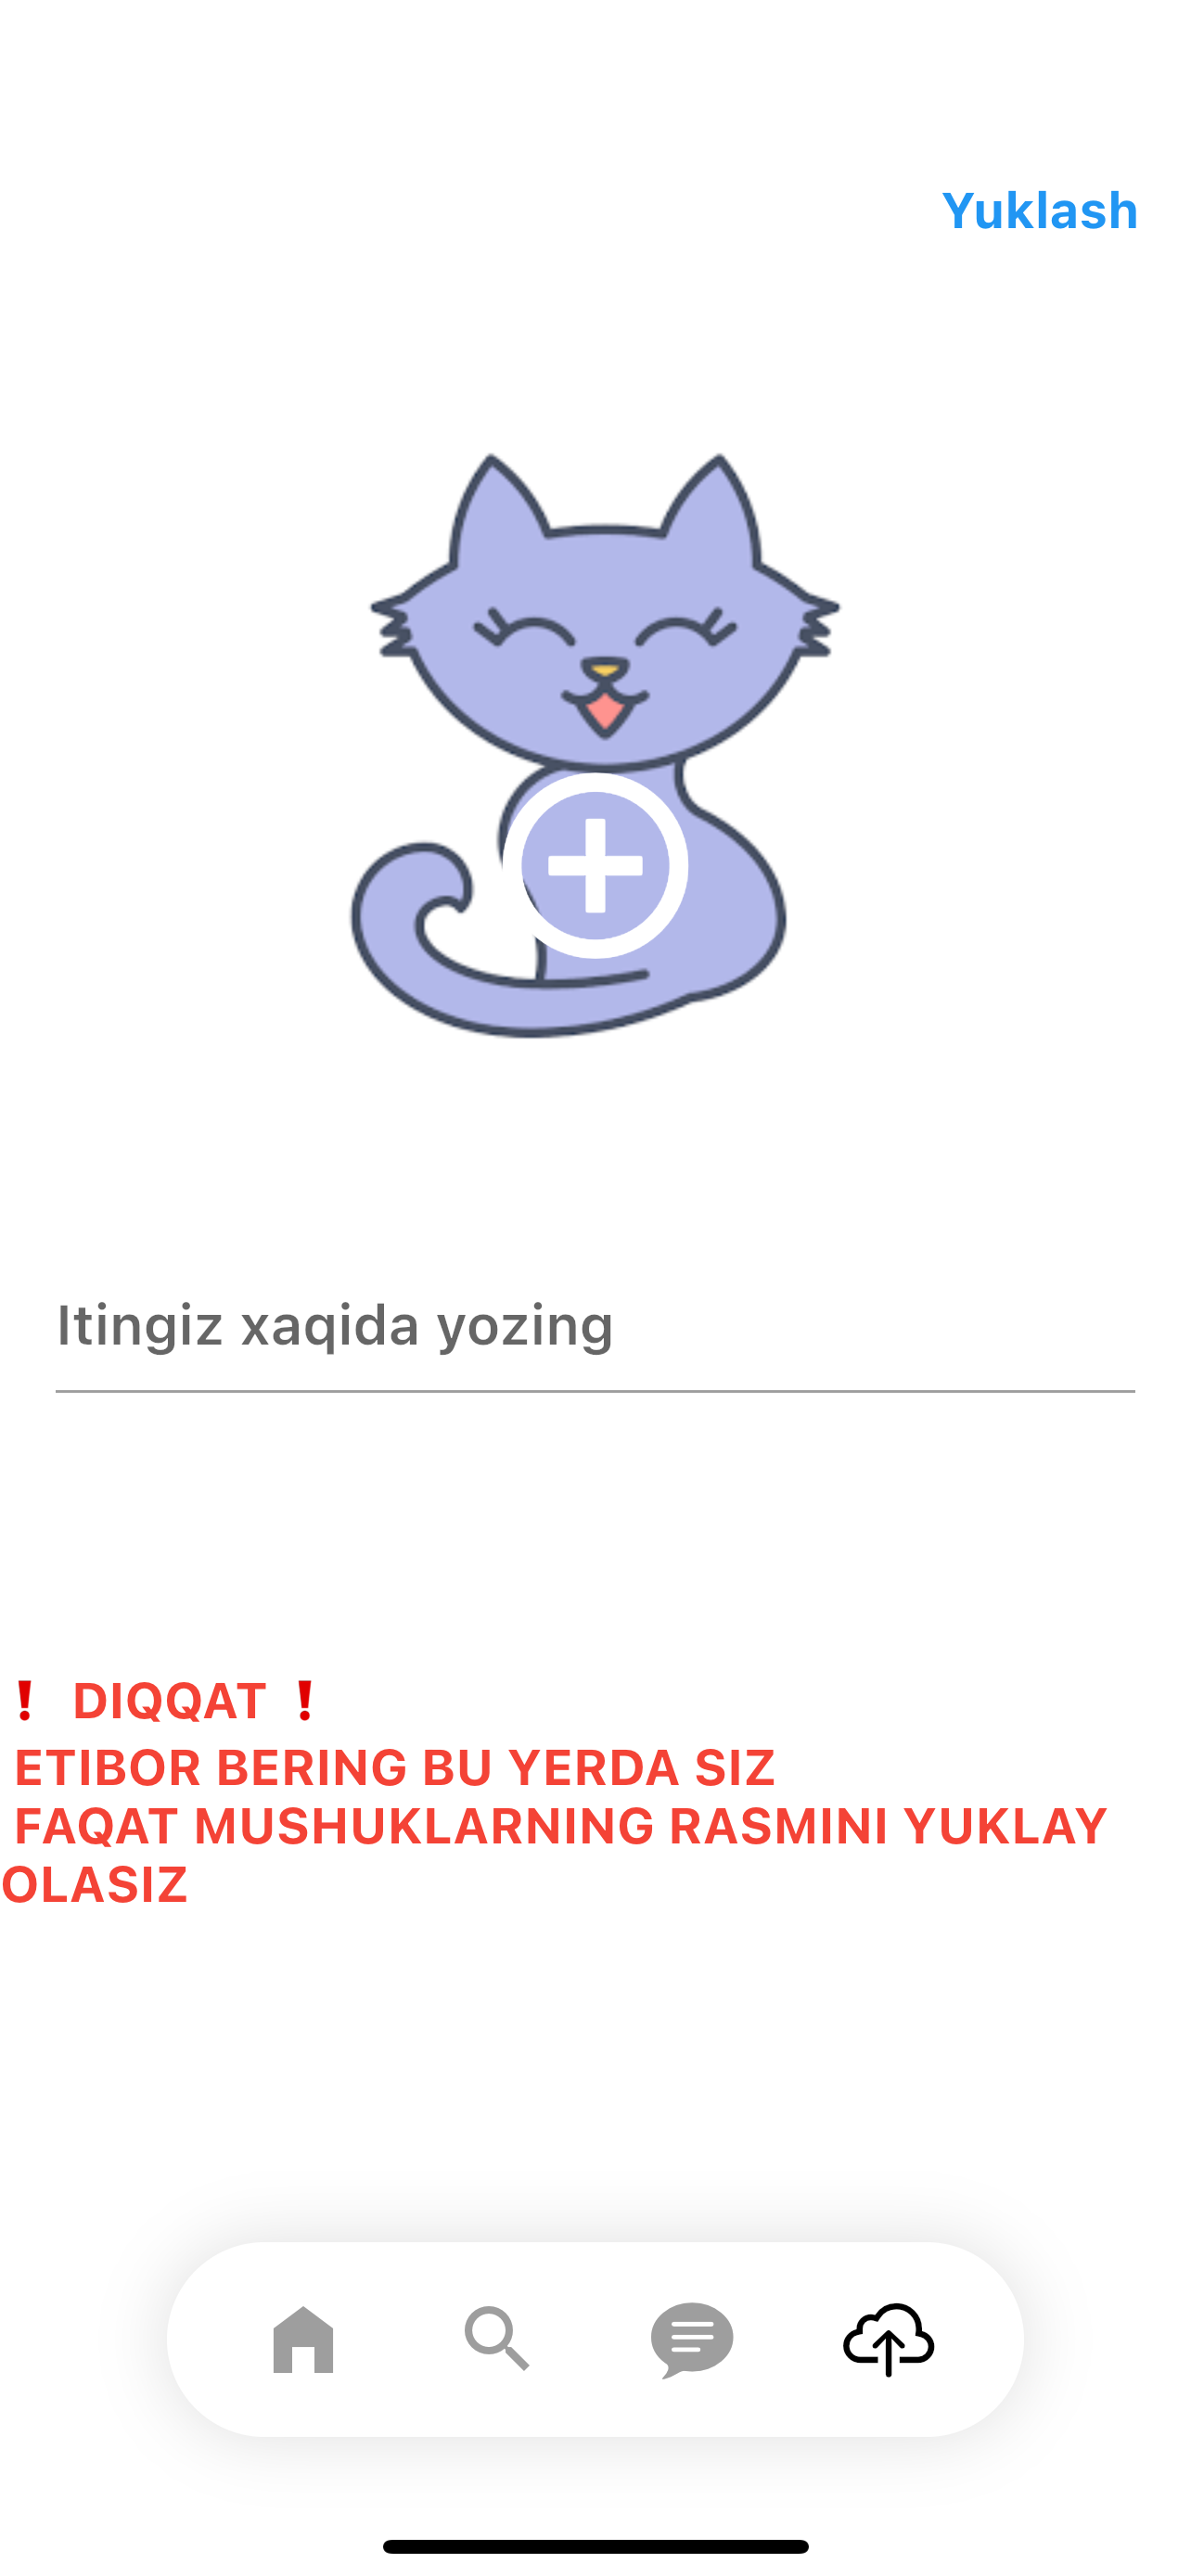 Yuklash
Itingiz xaqida yozing
❗ DIQQAT ❗
ETIBOR BERING BU YERDA SIZ
FAQAT MUSHUKLARNING RASMINI YUKLAY
OLASIZ